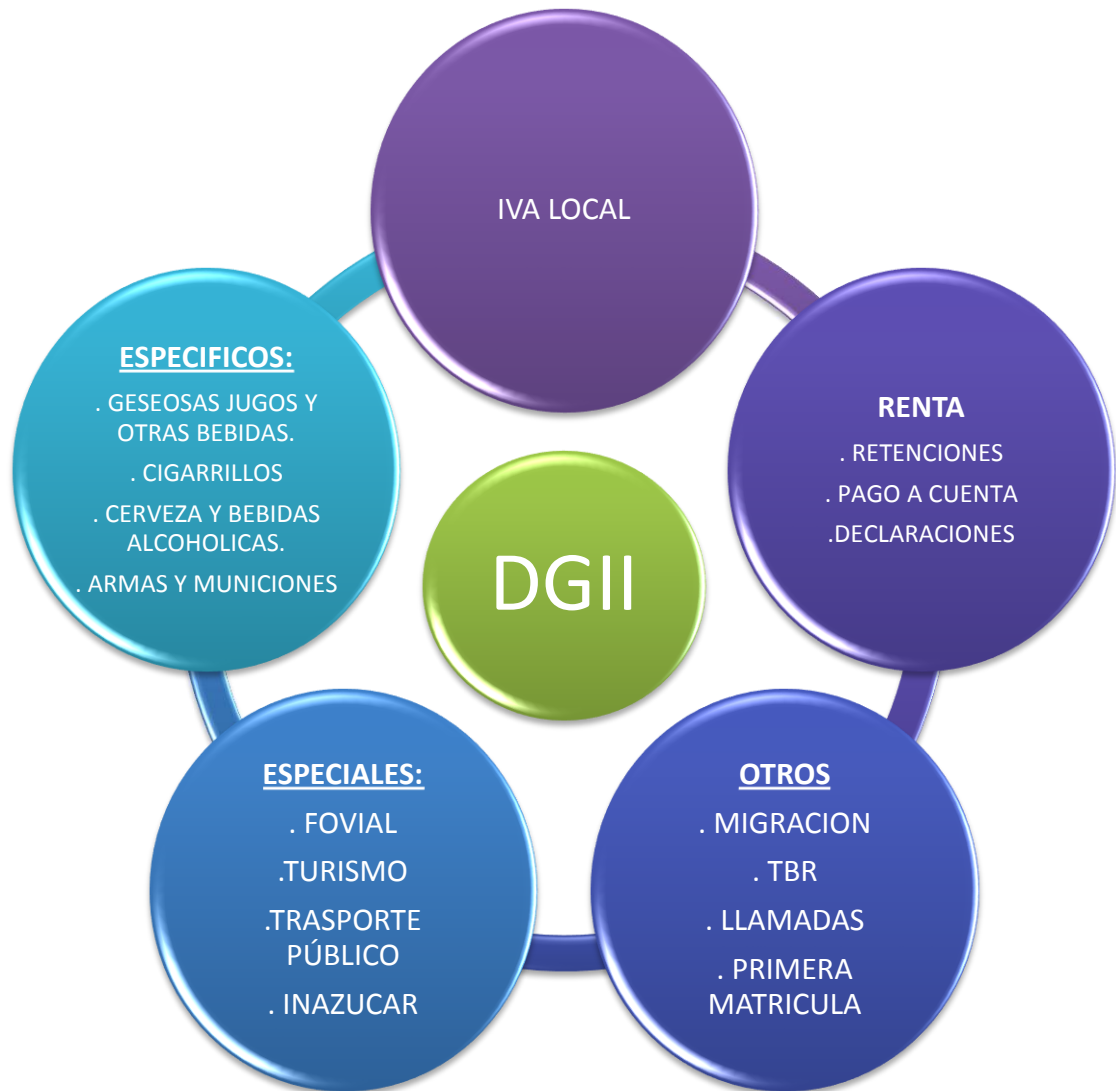 IVA LOCAL
RENTA
. RETENCIONES
. PAGO A CUENTA
.DECLARACIONES
OTROS
. MIGRACION
. TBR
. LLAMADAS
. PRIMERA
MATRICULA
ESPECIALES:
. FOVIAL
.TURISMO
.TRASPORTE
PÚBLICO
. INAZUCAR
ESPECIFICOS:
. GESEOSAS JUGOS Y
OTRAS BEBIDAS.
. CIGARRILLOS
. CERVEZA Y BEBIDAS
ALCOHOLICAS.
. ARMAS Y MUNICIONES
DGII